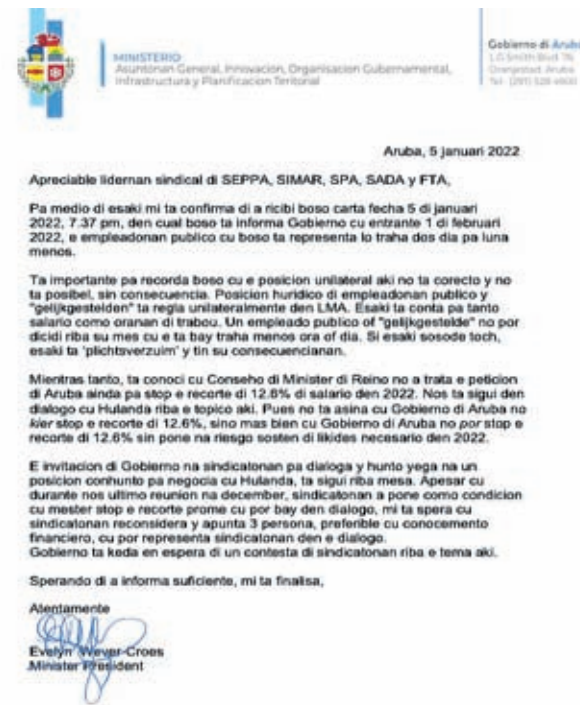 MINISTERIO
Asuntonan General, Innovacion, Organisacion Gubernamental,
Infrastructura y Planificacion Teritorial
Gobierno di Aruba
L.G. Smith Blvd 76
Oranjestad, Aruba
Aruba, 5 januari 2022
Apreciable lidernan sindical di SEPPA, SIMAR, SPA, SADA y FTA,
Pa medio di esaki mi ta confirma di a ricibi boso carta fecha 5 di januari
2022, 7.37 pm, den cual boso ta informa Gobierno cu entrante 1 di februari
2022, e empleadonan publico cu boso ta representa lo traha dos dia pa luna
menos.
Ta importante pa recorda boso cu e posicion unilateral aki no ta corecto y no
ta posibel, sin consecuencia. Posicion huridico di empleadonan publico y
"gelijkgestelden" ta regla unilateralmente den LMA. Esaki ta conta pa tanto
salario como oranan di trabou. Un empleado publico of "gelijkgestelde" no por
dicidi riba su mes cu e ta bay traha menos ora of dia. Si esaki sosode toch,
esaki ta 'plichtsverzuim' y tin su consecuencianan.
Mientras tanto, ta conoci cu Conseho di Minister di Reino no a trata e peticion
di Aruba ainda pa stop e recorte di 12.6% di salario den 2022. Nos ta sigui den
dialogo cu Hulanda riba e topico aki. Pues no ta asina cu Gobierno di Aruba no
kier stop e recorte di 12.6%, sino mas bien cu Gobierno di Aruba no por stop e
recorte di 12.6% sin pone na riesgo sosten di likides necesario den 2022.
E invitacion di Gobierno na sindicatonan pa dialoga y hunto yega na un
posicion conhunto pa negocia cu Hulanda, ta sigui riba mesa. Apesar cu
durante nos ultimo reunion na december, sindicatonan a pone como condicion
cu mester stop e recorte prome cu por bay den dialogo, mi ta spera cu
sindicatonan reconsidera y apunta 3 persona, preferible cu conocemento
financiero, cu por representa sindicatonan den e dialogo.
Gobierno ta keda en espera di un contesta di sindicatonan riba e tema aki.
Sperando di a informa suficiente, mi ta finalisa,
Atentamente
Evelyn Wever-Croes
Minister President